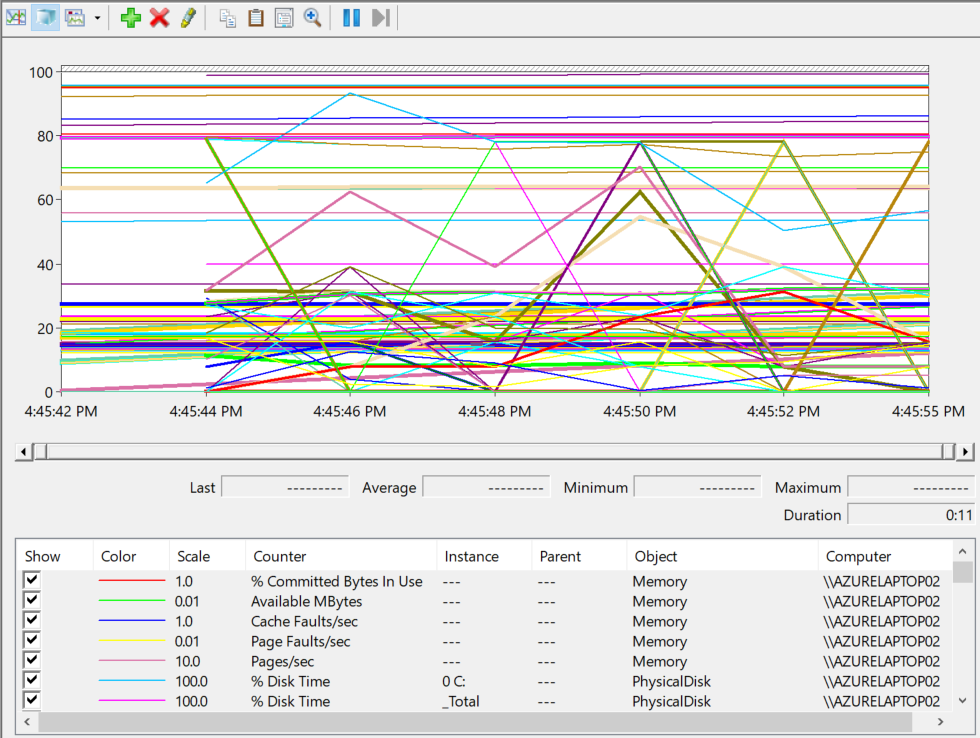 100
80
60
40
20
0
4:45:42 PM 4:45:44 PM 4:45:46 PM 4:45:48 PM 4:45:50 PM 4:45:52 PM 4:45:55 PM
Last --------- Average --------- Minimum --------- Maximum ---------
Duration 0:11
Show Color Scale Counter Instance Parent Object Computer
1.0 % Committed Bytes In Use --- --- Memory \\AZURELAPTOP02
0.01 Available MBytes --- --- Memory \\AZURELAPTOP02
1.0 Cache Faults/sec --- --- Memory \\AZURELAPTOP02
0.01 Page Faults/sec --- --- Memory \\AZURELAPTOP02
10.0 Pages/sec --- --- Memory \\AZURELAPTOP02
100.0 % Disk Time 0 C: --- PhysicalDisk \\AZURELAPTOP02
100.0 % Disk Time _Total --- PhysicalDisk \\AZURELAPTOP02